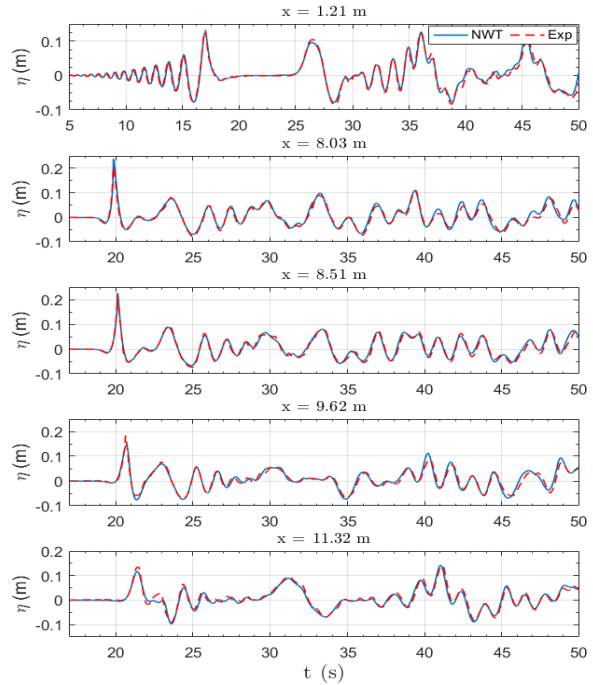 x = 1.21 m
NWT Exp
0.1
0
-0.1
η (m)
5 10 15 20 25 30 35 40 45 50
x = 8.03 m
0.2
0.1
0
-0.1
η (m)
20 25 30 35 40 45 50
x = 8.51 m
0.2
0.1
0
-0.1
η (m)
20 25 30 35 40 45 50
x = 9.62 m
0.2
0.1
0
-0.1
η (m)
20 25 30 35 40 45 50
x = 11.32 m
0.2
0.1
0
-0.1
η (m)
20 25 30 35 40 45 50
t (s)